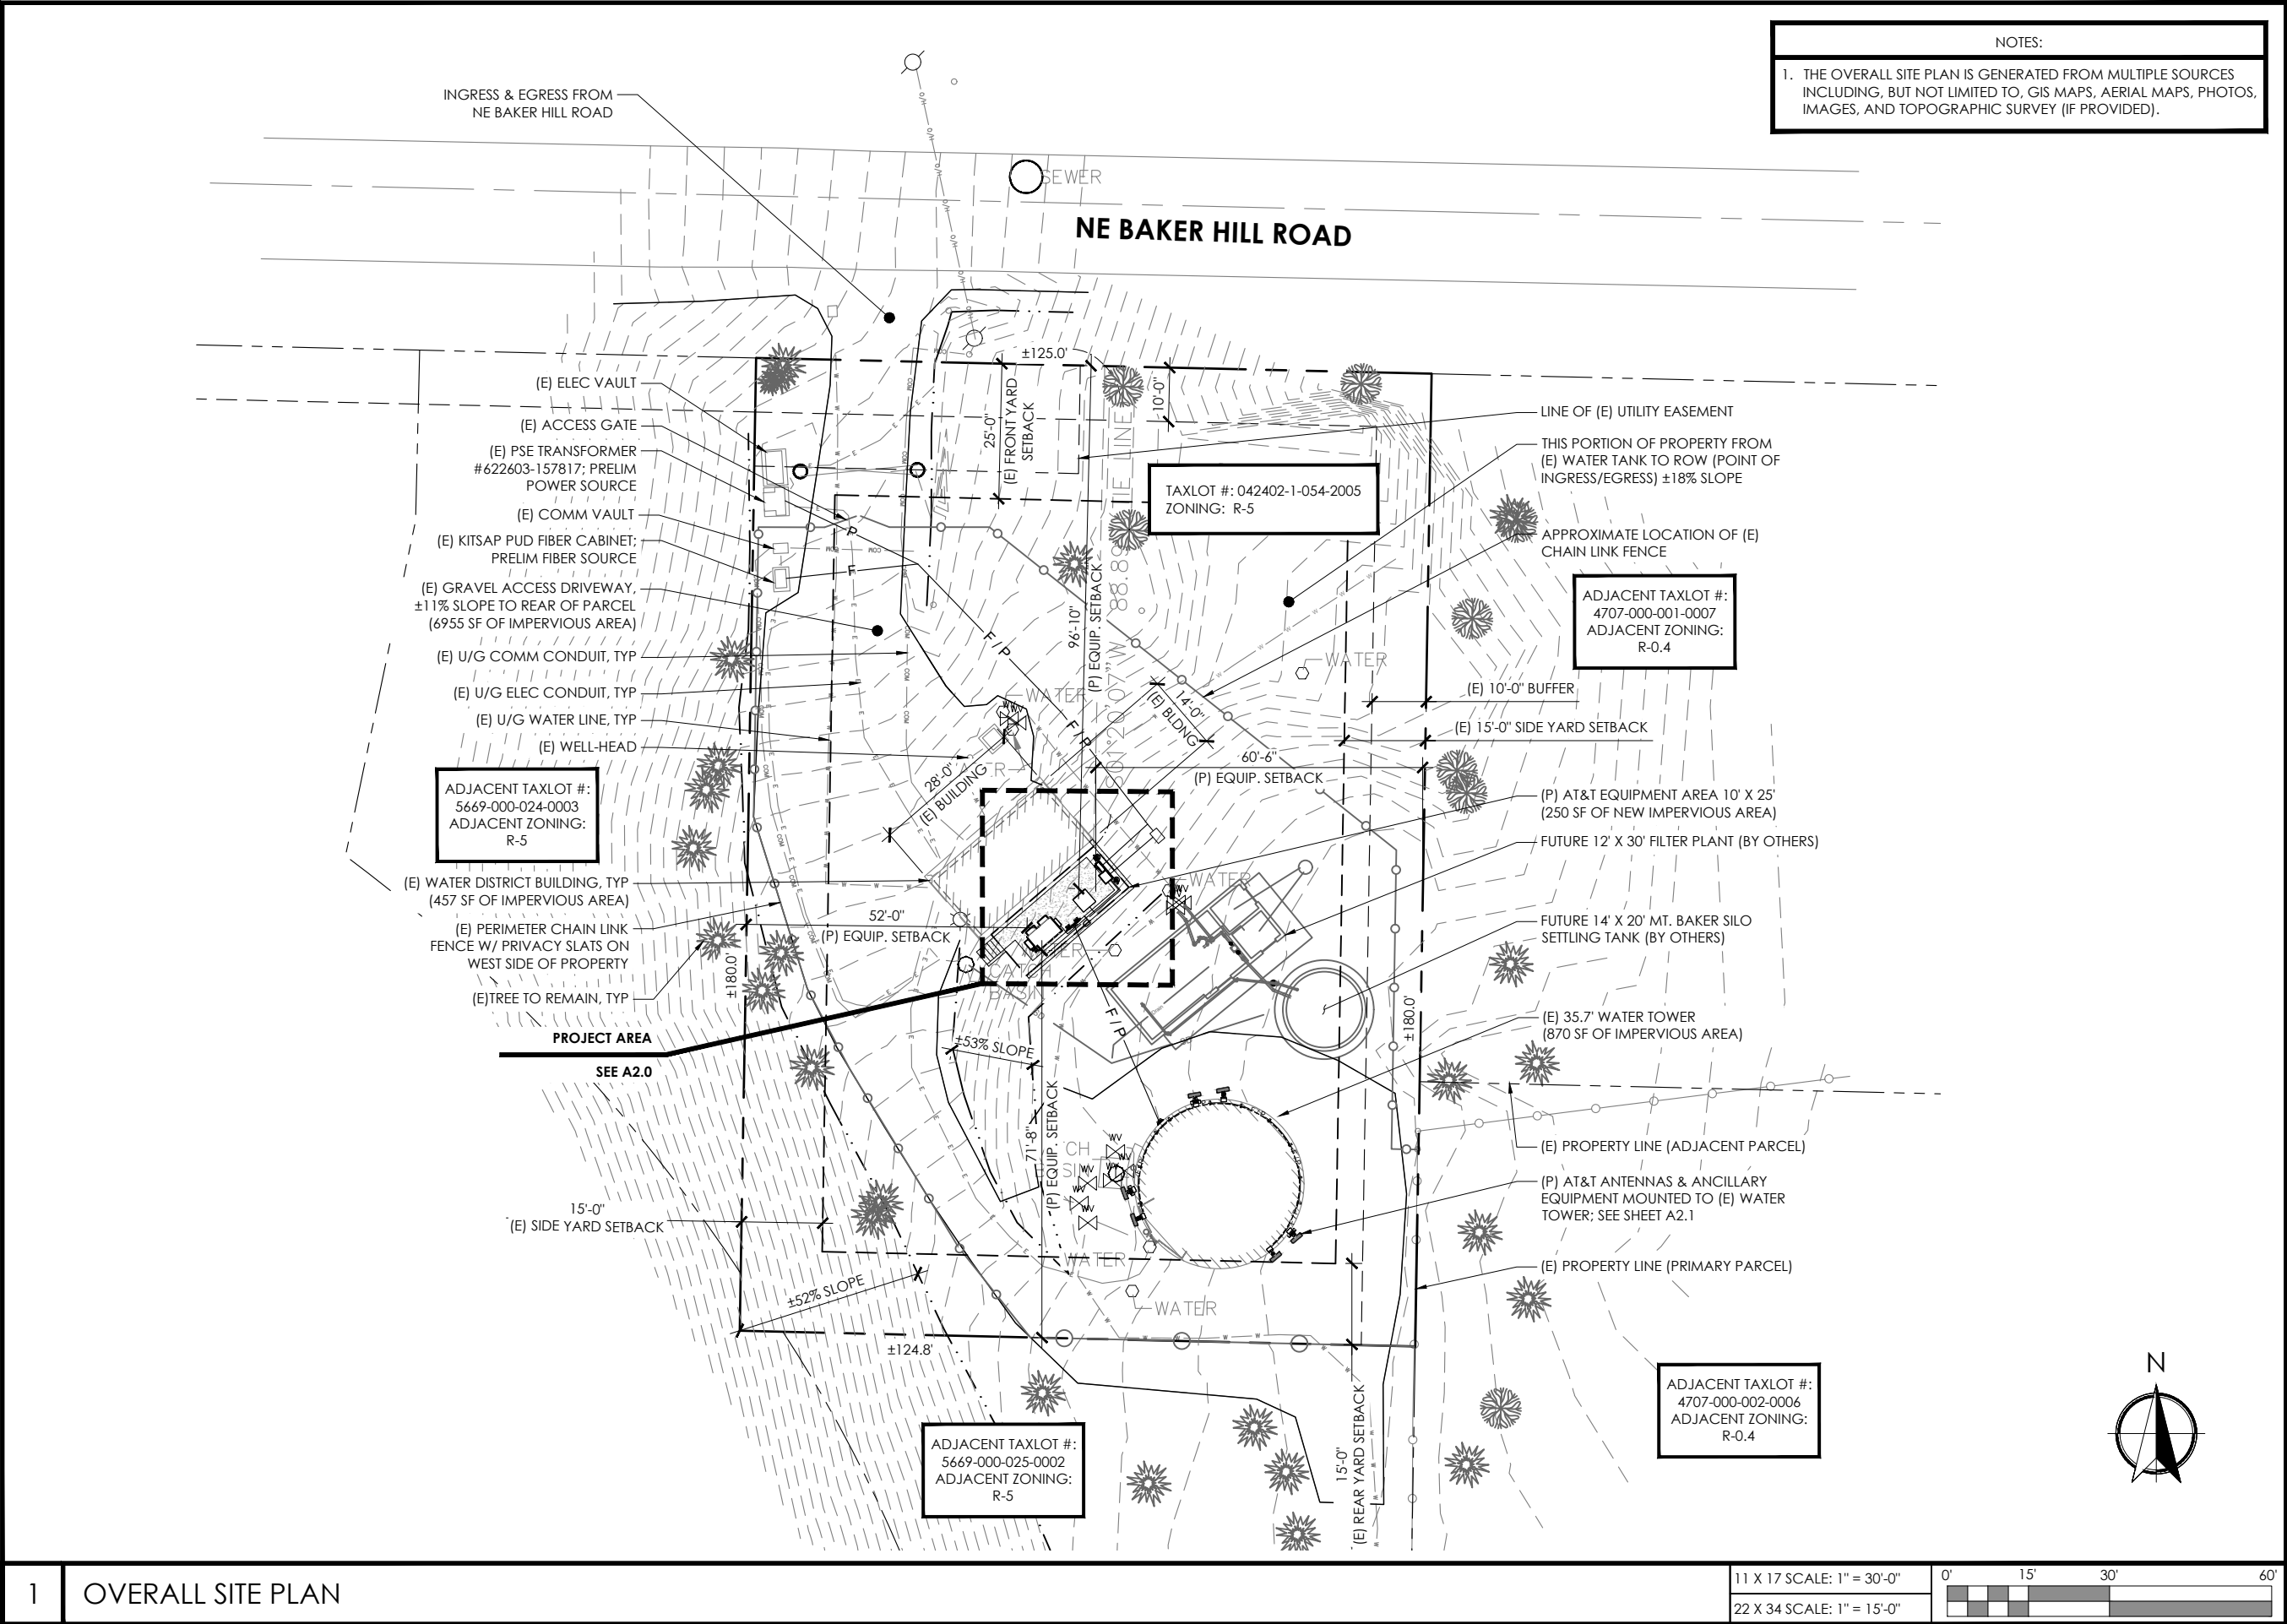 NOTES:
1. THE OVERALL SITE PLAN IS GENERATED FROM MULTIPLE SOURCES
INCLUDING, BUT NOT LIMITED TO, GIS MAPS, AERIAL MAPS, PHOTOS,
IMAGES, AND TOPOGRAPHIC SURVEY (IF PROVIDED).
INGRESS & EGRESS FROM
NE BAKER HILL ROAD
SEWER
NE BAKER HILL ROAD
±125.0'
25'-0"
(E) FRONT YARD
SETBACK
10'-0"
(E) ELEC VAULT
(E) ACCESS GATE
(E) PSE TRANSFORMER
#622603-157817; PRELIM
POWER SOURCE
(E) COMM VAULT
(E) KITSAP PUD FIBER CABINET;
PRELIM FIBER SOURCE
(E) GRAVEL ACCESS DRIVEWAY,
±11% SLOPE TO REAR OF PARCEL
(6955 SF OF IMPERVIOUS AREA)
(E) U/G COMM CONDUIT, TYP
(E) U/G ELEC CONDUIT, TYP
(E) U/G WATER LINE, TYP
(E) WELL-HEAD
ADJACENT TAXLOT #:
5669-000-024-0003
ADJACENT ZONING:
R-5
(E) WATER DISTRICT BUILDING, TYP
(457 SF OF IMPERVIOUS AREA)
(E) PERIMETER CHAIN LINK
FENCE W/ PRIVACY SLATS ON
WEST SIDE OF PROPERTY
(E)TREE TO REMAIN, TYP
PROJECT AREA
SEE A2.0
15'-0"
(E) SIDE YARD SETBACK
TAXLOT #: 042402-1-054-2005
ZONING: R-5
P
F
F/P
F/P
F/P
96'-10"
(P) EQUIP. SETBACK
WATER
WATER
14'-0"
(E) BLDNG
28'-0"
(E) BUILDING
60'-6"
(P) EQUIP. SETBACK
52'-0"
(P) EQUIP. SETBACK
WATER
CATCH
BASIN
±180.0'
±180.0'
±53% SLOPE
71'-8"
(P) EQUIP. SETBACK
WV
WV
WV
WV
WV
WV
WATER
WATER
±52% SLOPE
±124.8'
15'-0"
(E) REAR YARD SETBACK
LINE OF (E) UTILITY EASEMENT
THIS PORTION OF PROPERTY FROM
(E) WATER TANK TO ROW (POINT OF
INGRESS/EGRESS) ±18% SLOPE
APPROXIMATE LOCATION OF (E)
CHAIN LINK FENCE
ADJACENT TAXLOT #:
4707-000-001-0007
ADJACENT ZONING:
R-0.4
(E) 10'-0" BUFFER
(E) 15'-0" SIDE YARD SETBACK
(P) AT&T EQUIPMENT AREA 10' X 25'
(250 SF OF NEW IMPERVIOUS AREA)
FUTURE 12' X 30' FILTER PLANT (BY OTHERS)
FUTURE 14' X 20' MT. BAKER SILO
SETTLING TANK (BY OTHERS)
(E) 35.7' WATER TOWER
(870 SF OF IMPERVIOUS AREA)
(E) PROPERTY LINE (ADJACENT PARCEL)
(P) AT&T ANTENNAS & ANCILLARY
EQUIPMENT MOUNTED TO (E) WATER
TOWER; SEE SHEET A2.1
(E) PROPERTY LINE (PRIMARY PARCEL)
ADJACENT TAXLOT #:
4707-000-002-0006
ADJACENT ZONING:
R-0.4
ADJACENT TAXLOT #:
5669-000-025-0002
ADJACENT ZONING:
R-5
N
1 OVERALL SITE PLAN
11 X 17 SCALE: 1" = 30'-0"
22 X 34 SCALE: 1" = 15'-0"
0' 15' 30' 60'